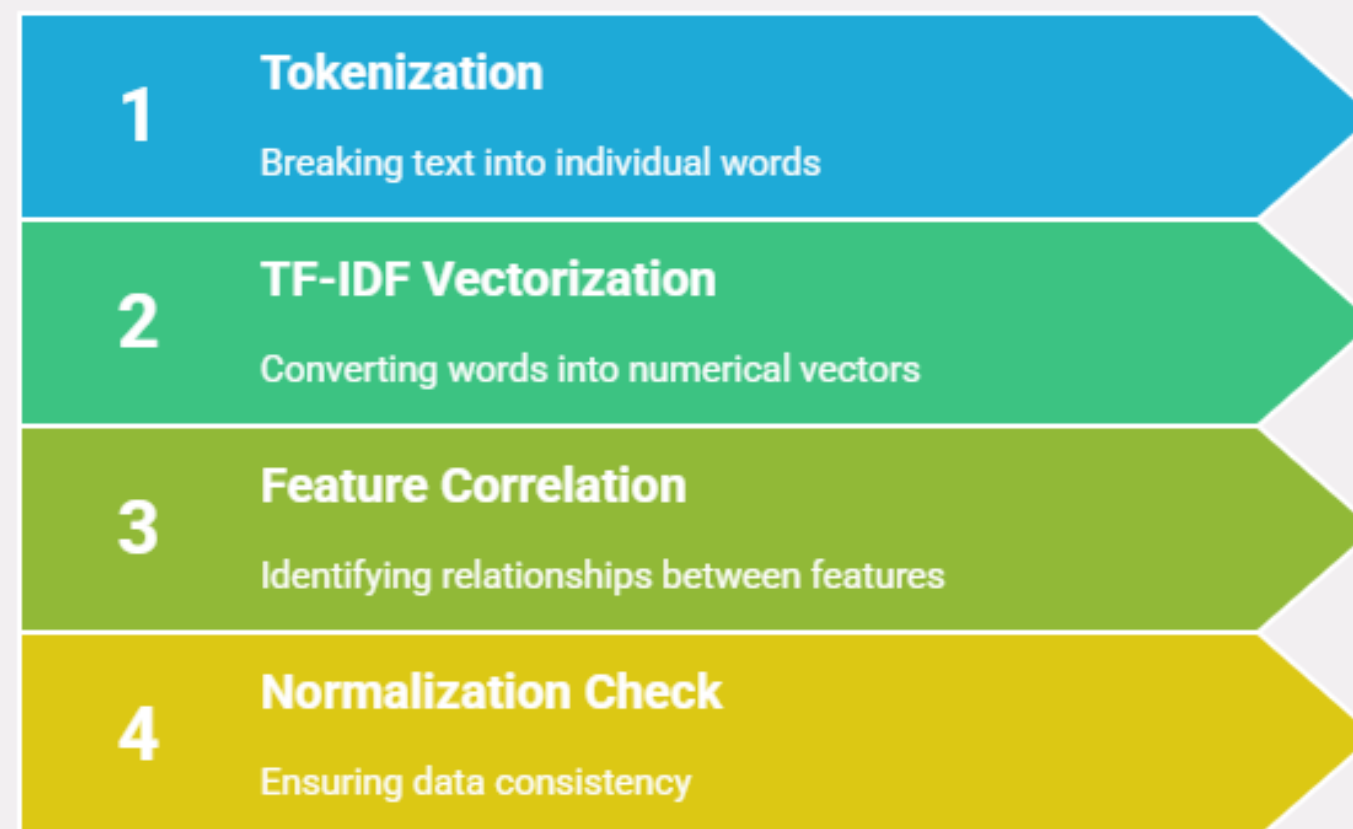 1
Tokenization
Breaking text into individual words
2
TF-IDF Vectorization
Converting words into numerical vectors
3
Feature Correlation
Identifying relationships between features
4
Normalization Check
Ensuring data consistency